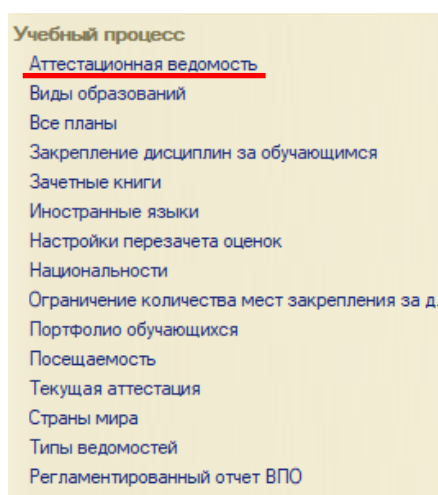 Учебный процесс
Аттестационная ведомость
Виды образований
Все планы
Закрепление дисциплин за обучающимся
Зачетные книги
Иностранные языки
Настройки перезачета оценок
Национальности
Ограничение количества мест закрепления за д.
Портфолио обучающихся
Посещаемость
Текущая аттестация
Страны мира
Типы ведомостей
Регламентированный отчет ВПО